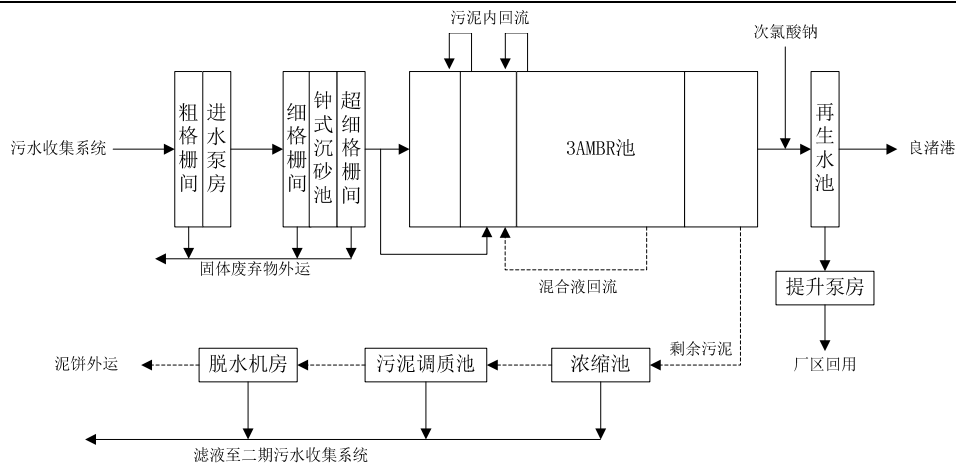 污泥内回流
次氯酸钠
污水收集系统
粗格栅间
进水泵房
细格栅间
钟式沉砂池
超细格栅间
3AMBR池
再生水池
良渚港
固体废弃物外运
混合液回流
提升泵房
厂区回用
泥饼外运
脱水机房
污泥调质池
浓缩池
剩余污泥
滤液至二期污水收集系统